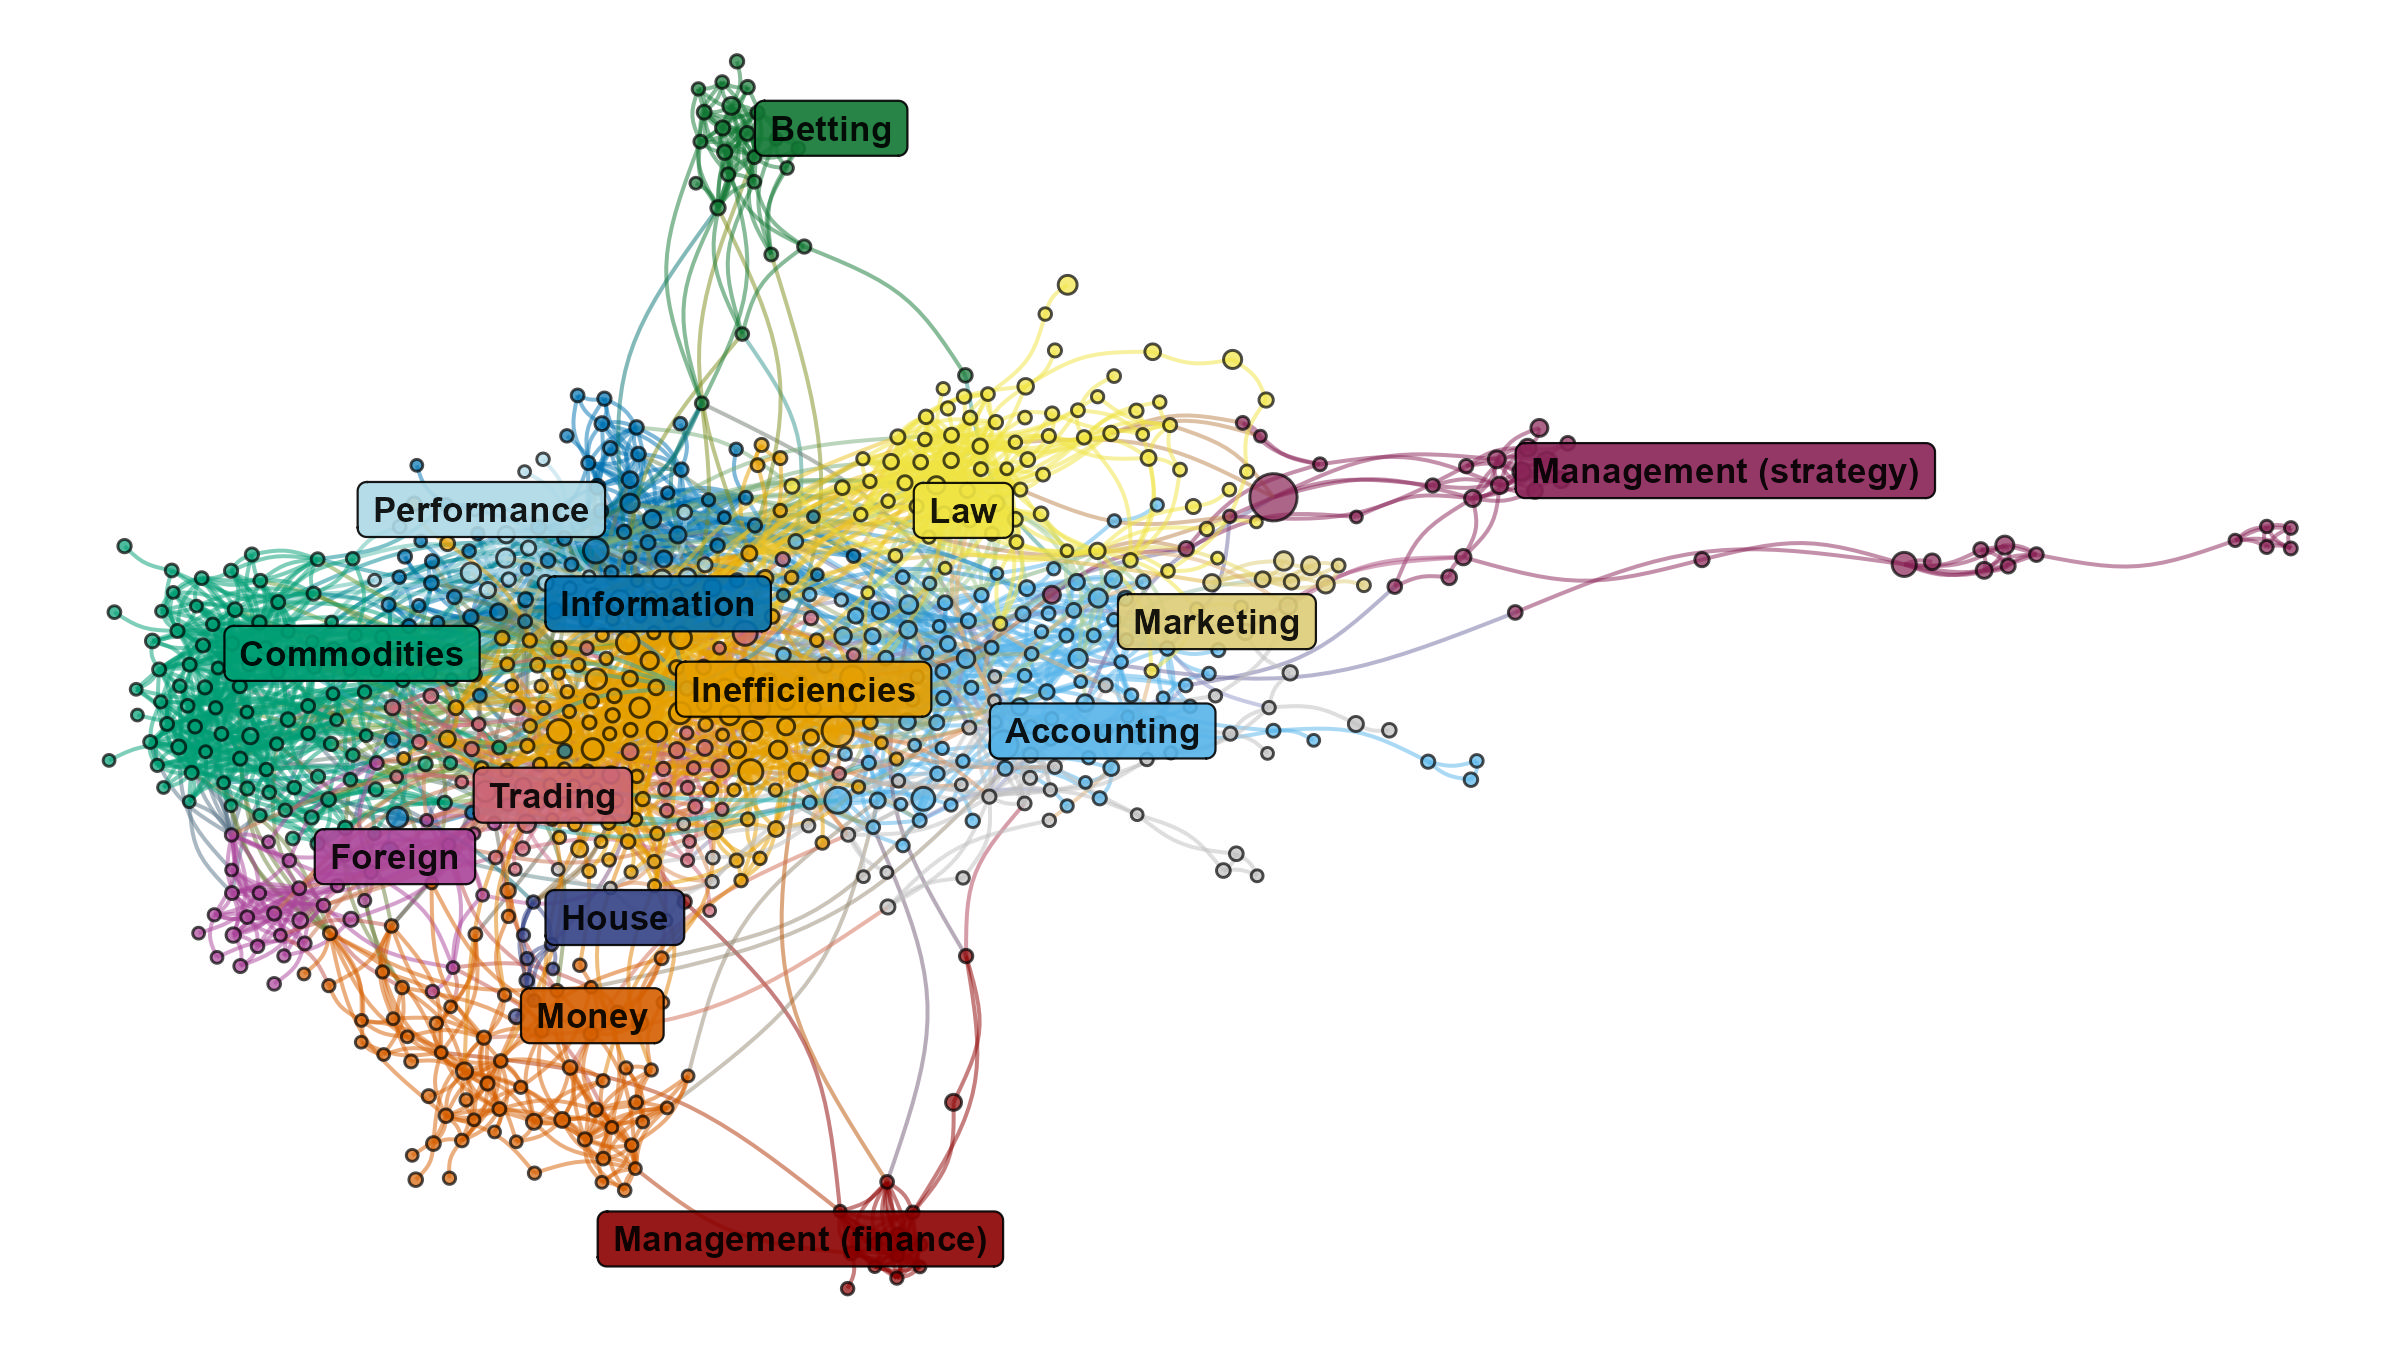 Betting
Management (strategy)
Performance
Law
Information
Marketing
Commodities
Inefficiencies
Accounting
Trading
Foreign
House
Money
Management (finance)